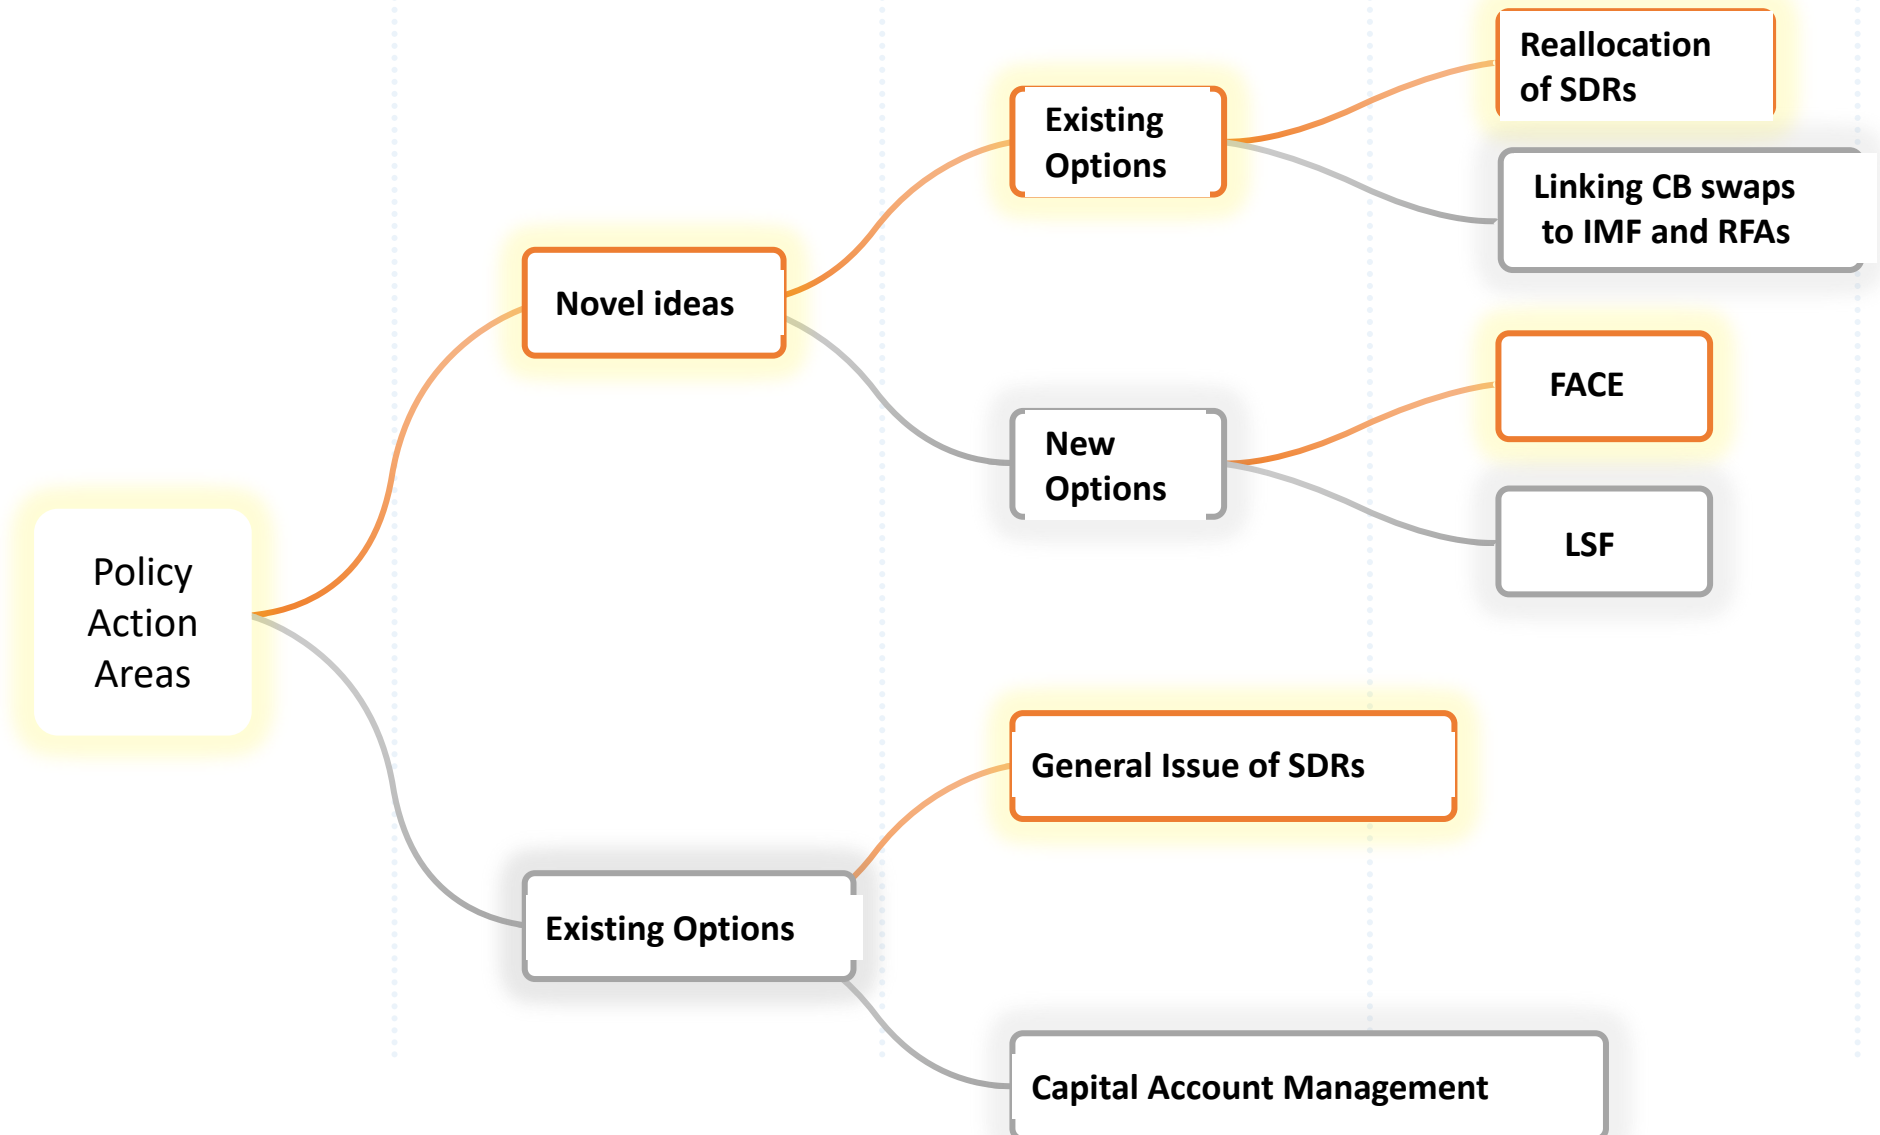 Policy
Action
Areas
Novel ideas
Existing
Options
Reallocation
of SDRs
Linking CB swaps
to IMF and RFAs
New
Options
FACE
LSF
Existing Options
General Issue of SDRs
Capital Account Management